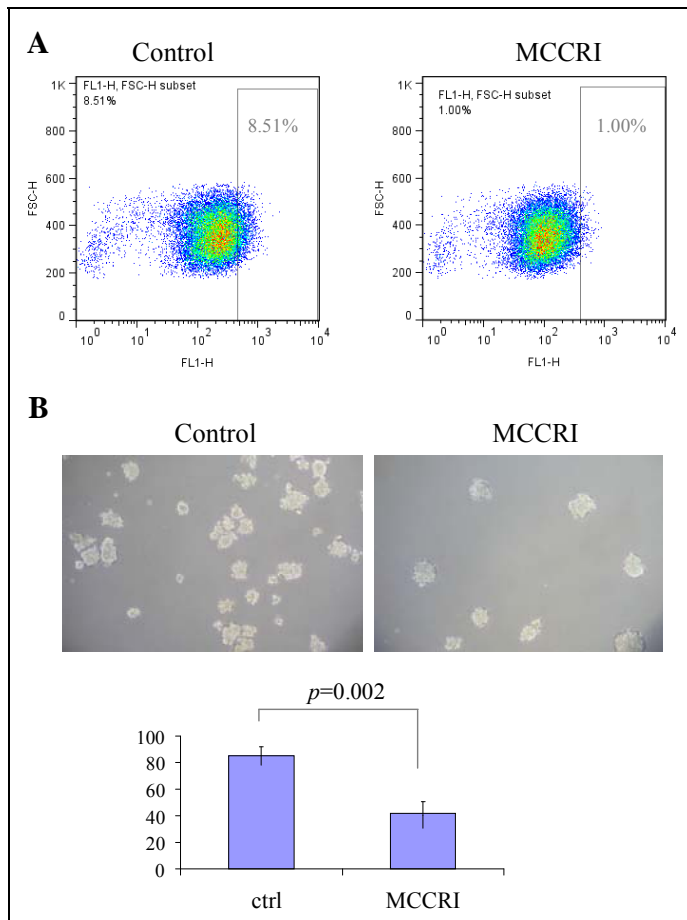 A
Control
MCCRI
FL1-H, FSC-H subset
8.51%
8.51%
1K
800
600
400
200
0
FSC-H
10^0 10^1 10^2 10^3 10^4
FL1-H
FL1-H, FSC-H subset
1.00%
1.00%
1K
800
600
400
200
0
FSC-H
10^0 10^1 10^2 10^3 10^4
FL1-H
B
Control
MCCRI
p=0.002
100
80
60
40
20
0
ctrl
MCCRI